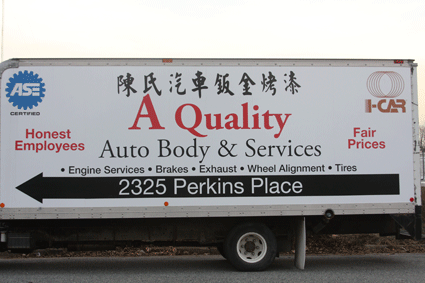 陳氏汽車鈑金烤漆
ASE
CERTIFIED
I-CAR
A Quality
Honest
Employees
Fair
Prices
Auto Body & Services
• Engine Services • Brakes • Exhaust • Wheel Alignment • Tires
2325 Perkins Place